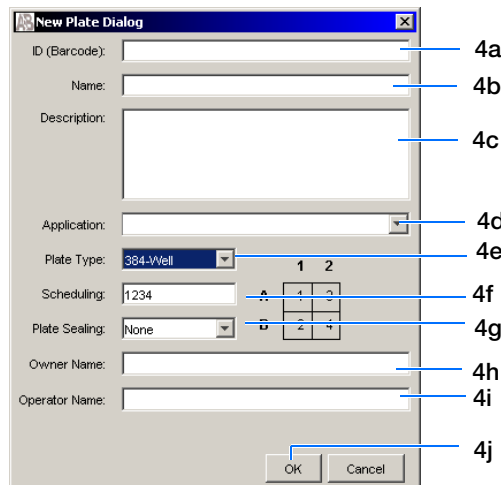 New Plate Dialog
ID (Barcode):
4a
Name:
4b
Description:
4c
Application:
4d
Plate Type: 384-Well
4e
1 2
Scheduling: 1234
A 1 3
4f
Plate Sealing: None
B 2 4
4g
Owner Name:
4h
Operator Name:
4i
OK Cancel
4j